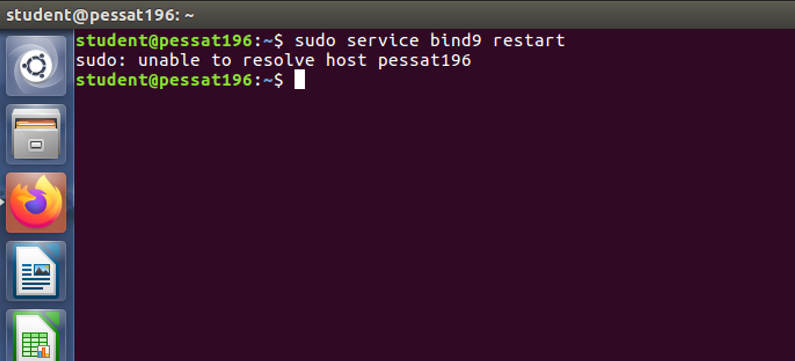 student@pessat196: ~
student@pessat196:~$ sudo service bind9 restart
sudo: unable to resolve host pessat196
student@pessat196:~$